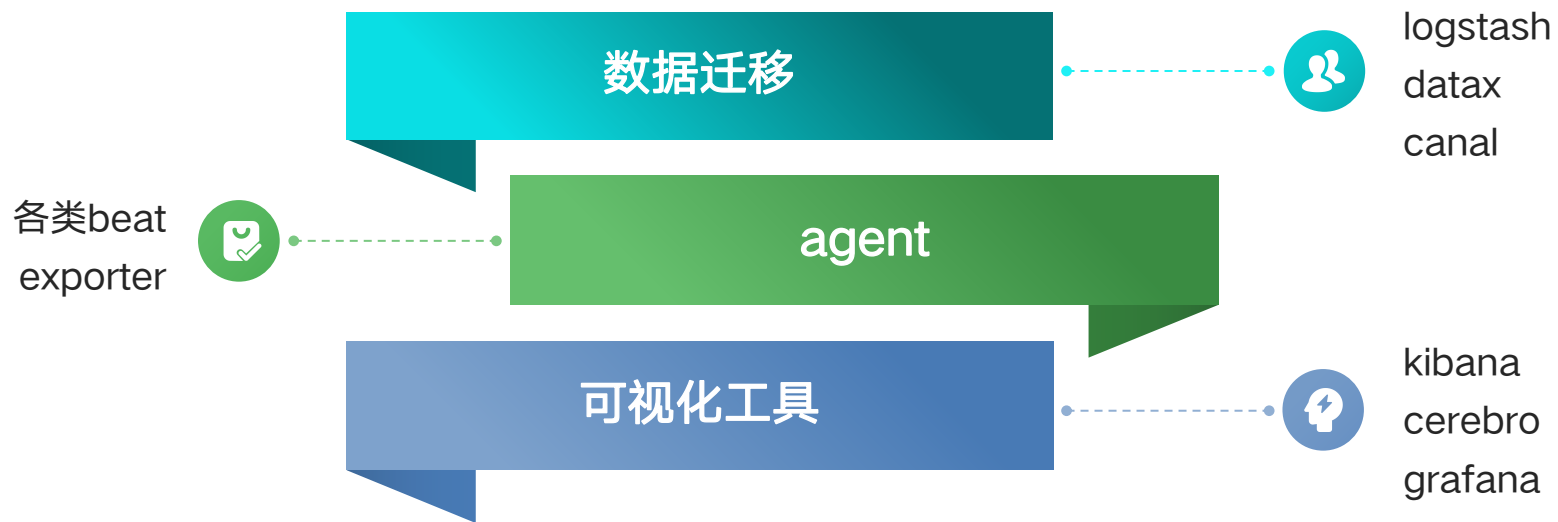 数据迁移
logstash
datax
canal
各类beat
exporter
agent
可视化工具
kibana
cerebro
grafana